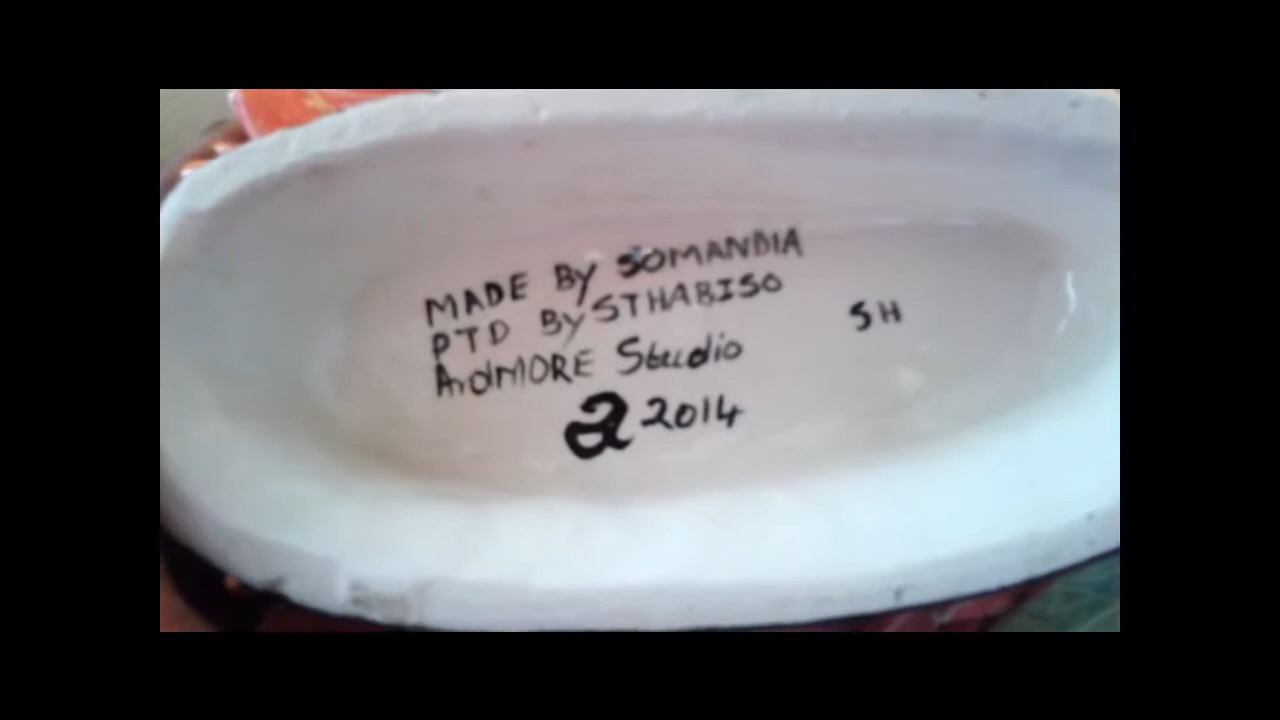 MADE By SOMANDIA
PTD By STHABISO
ArdMORE Studio
SH
a 2014